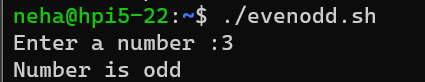 neha@hpi5-22:~$ ./evenodd.sh
Enter a number :3
Number is odd